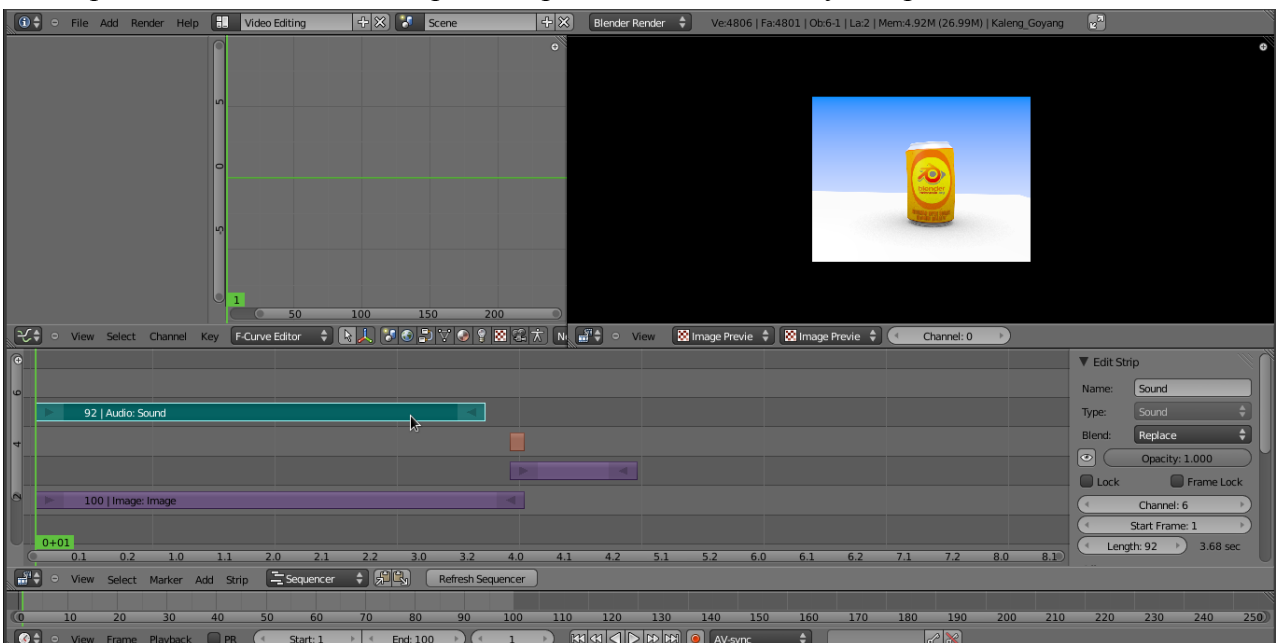 File Add Render Help Video Editing Scene Blender Render Ve:4806 | Fa:4801 | Ob:6-1 | La:2 | Mem:4.92M (26.99M) | Kaleng_Goyang
5
0
-5
1
50 100 150 200
blender
View Select Channel Key F-Curve Editor View Image Previe Image Previe Channel: 0
6
4
2
92 | Audio: Sound
100 | Image: Image
0+01
0.1 0.2 1.0 1.1 2.0 2.1 2.2 3.0 3.2 4.0 4.1 4.2 5.1 5.2 6.0 6.1 6.2 7.1 7.2 8.0 8.1
Edit Strip
Name: Sound
Type: Sound
Blend: Replace
Opacity: 1.000
Lock Frame Lock
Channel: 6
Start Frame: 1
Length: 92 3.68 sec
View Select Marker Add Strip Sequencer Refresh Sequencer
0 10 20 30 40 50 60 70 80 90 100 110 120 130 140 150 160 170 180 190 200 210 220 230 240 250
View Frame Playback PR Start: 1 End: 100 1 AV-sync